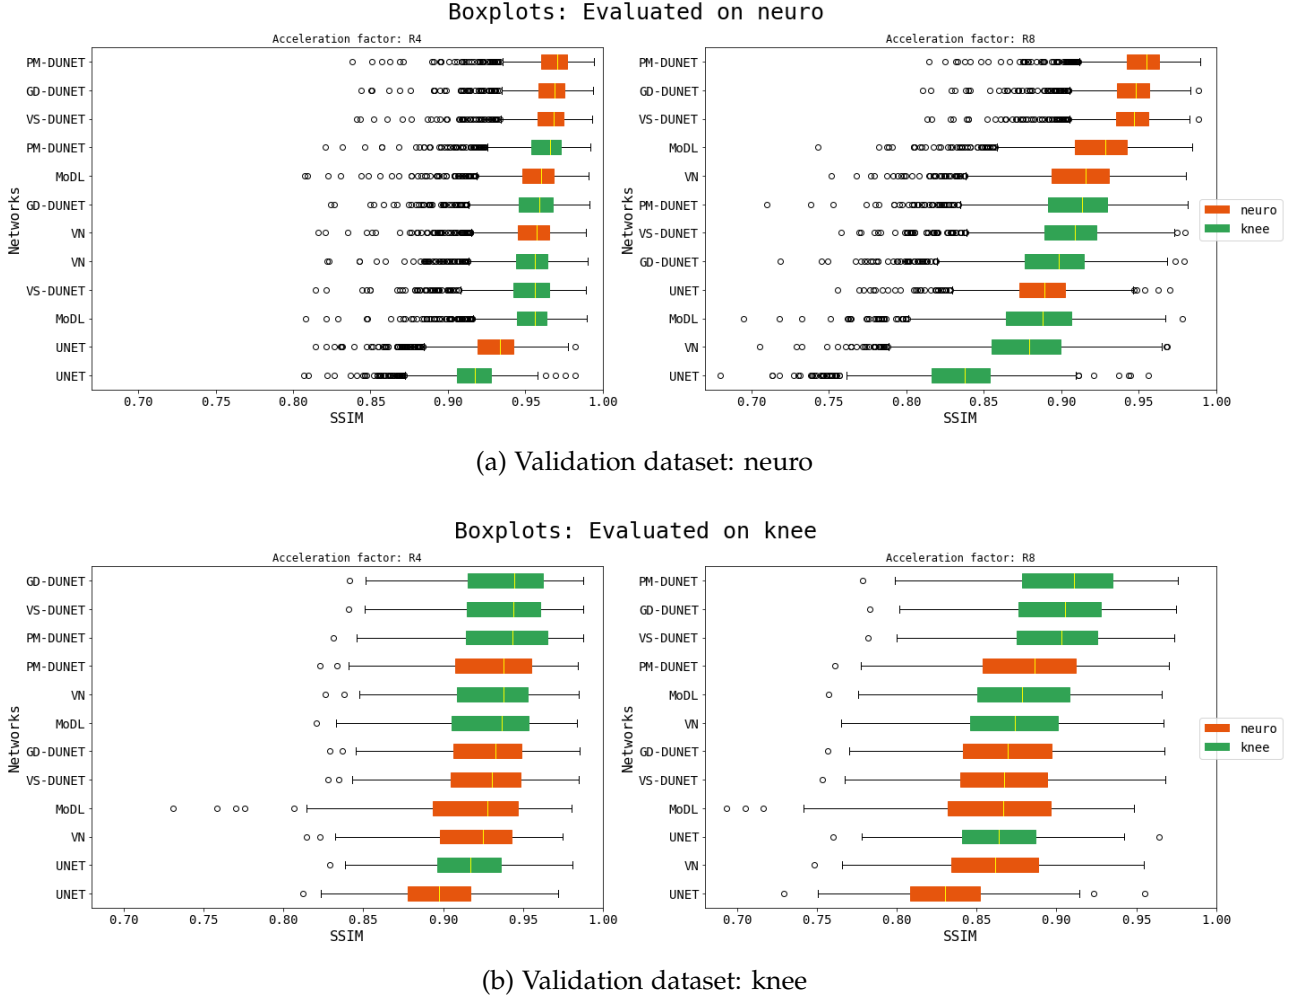 Boxplots: Evaluated on neuro
Acceleration factor: R4
Networks
PM-DUNET
GD-DUNET
VS-DUNET
PM-DUNET
MoDL
GD-DUNET
VN
VN
VS-DUNET
MoDL
UNET
UNET
0.70 0.75 0.80 0.85 0.90 0.95 1.00
SSIM
Acceleration factor: R8
Networks
PM-DUNET
GD-DUNET
VS-DUNET
MoDL
VN
PM-DUNET
VS-DUNET
GD-DUNET
UNET
MoDL
VN
UNET
0.70 0.75 0.80 0.85 0.90 0.95 1.00
SSIM
neuro
knee
(a) Validation dataset: neuro
Boxplots: Evaluated on knee
Acceleration factor: R4
Networks
GD-DUNET
VS-DUNET
PM-DUNET
PM-DUNET
VN
MoDL
GD-DUNET
VS-DUNET
MoDL
VN
UNET
UNET
0.70 0.75 0.80 0.85 0.90 0.95 1.00
SSIM
Acceleration factor: R8
Networks
PM-DUNET
GD-DUNET
VS-DUNET
PM-DUNET
MoDL
VN
GD-DUNET
VS-DUNET
MoDL
UNET
VN
UNET
0.70 0.75 0.80 0.85 0.90 0.95 1.00
SSIM
neuro
knee
(b) Validation dataset: knee